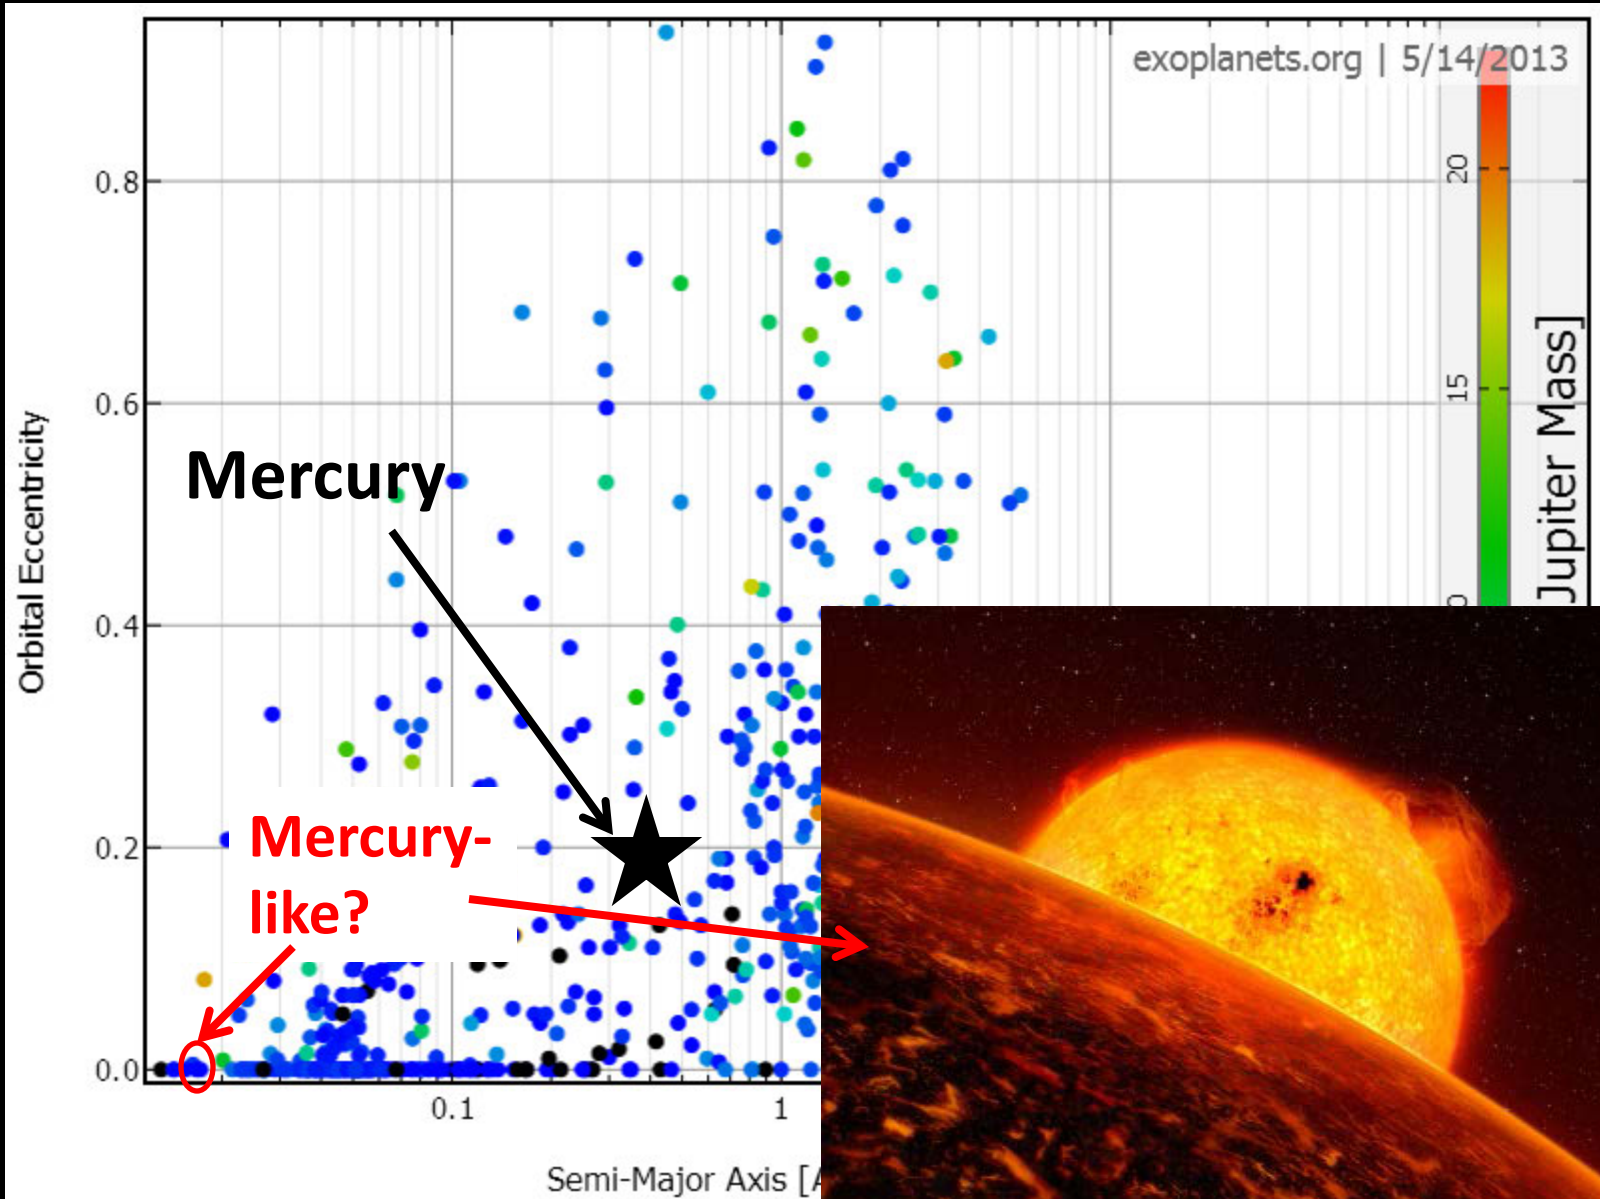 exoplanets.org | 5/14/2013
0.8
0.6
0.4
0.2
0.0
Orbital Eccentricity
Mercury
Mercury-
like?
0.1
1
Semi-Major Axis [
20
15
Jupiter Mass]